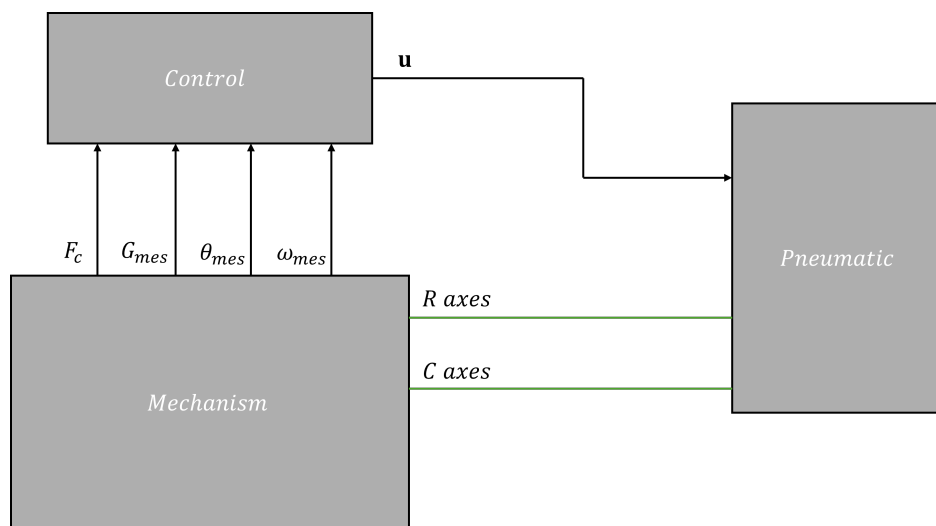 Control
u
F_c G_mes θ_mes ω_mes
Pneumatic
R axes
C axes
Mechanism